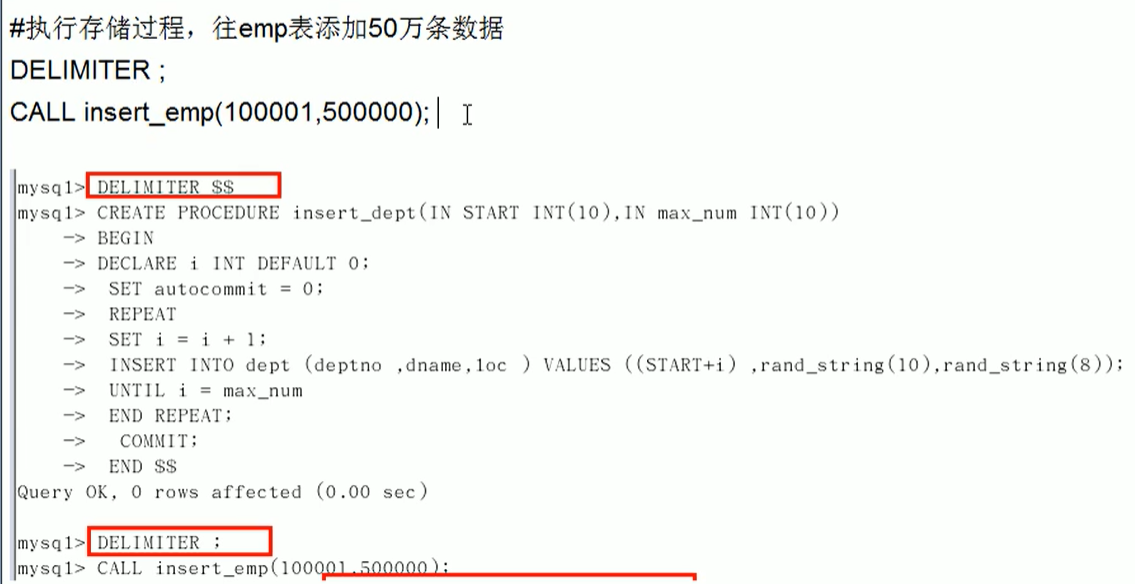 #执行存储过程，往emp表添加50万条数据
DELIMITER ;
CALL insert_emp(100001,500000);
mysql> DELIMITER $$
mysql> CREATE PROCEDURE insert_dept(IN START INT(10),IN max_num INT(10))
-> BEGIN
-> DECLARE i INT DEFAULT 0;
-> SET autocommit = 0;
-> REPEAT
-> SET i = i + 1;
-> INSERT INTO dept (deptno ,dname,loc ) VALUES ((START+i) ,rand_string(10),rand_string(8));
-> UNTIL i = max_num
-> END REPEAT;
-> COMMIT;
-> END $$
Query OK, 0 rows affected (0.00 sec)
mysql> DELIMITER ;
mysql> CALL insert_emp(100001,500000);